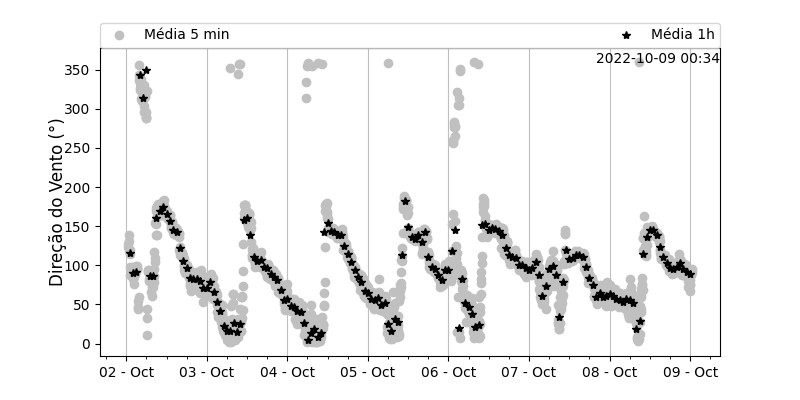 Média 5 min
Média 1h
2022-10-09 00:34
Direção do Vento (°)
350
300
250
200
150
100
50
0
02 - Oct
03 - Oct
04 - Oct
05 - Oct
06 - Oct
07 - Oct
08 - Oct
09 - Oct